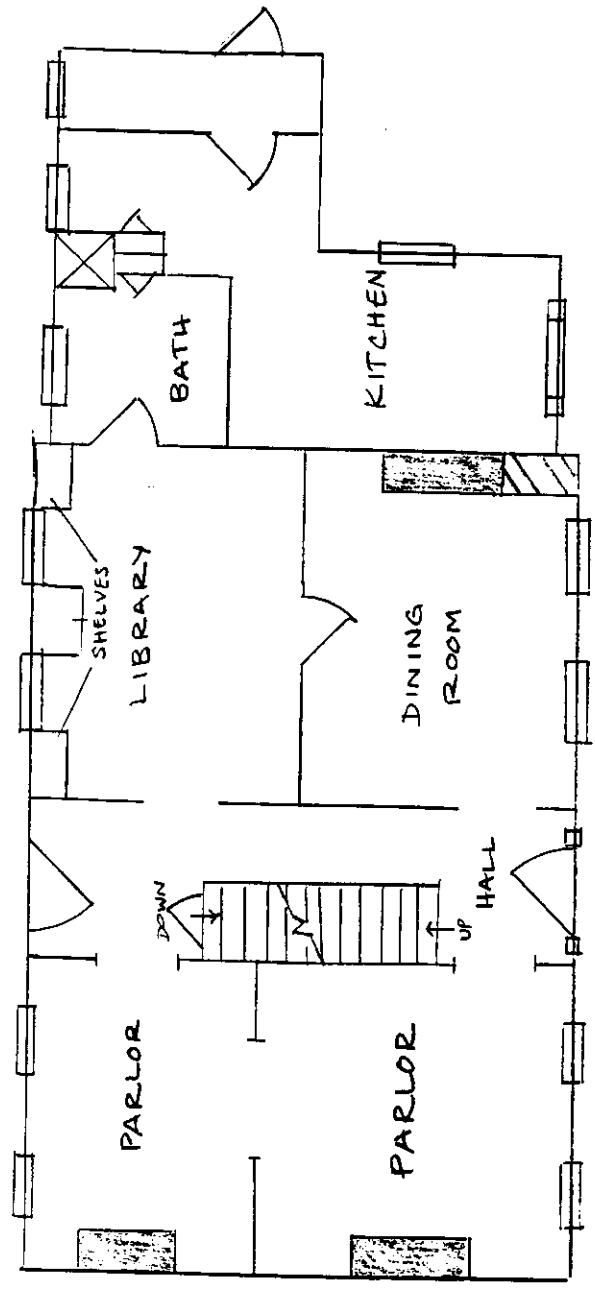 BATH
KITCHEN
SHELVES
LIBRARY
DINING
ROOM
DOWN
UP
HALL
PARLOR
PARLOR